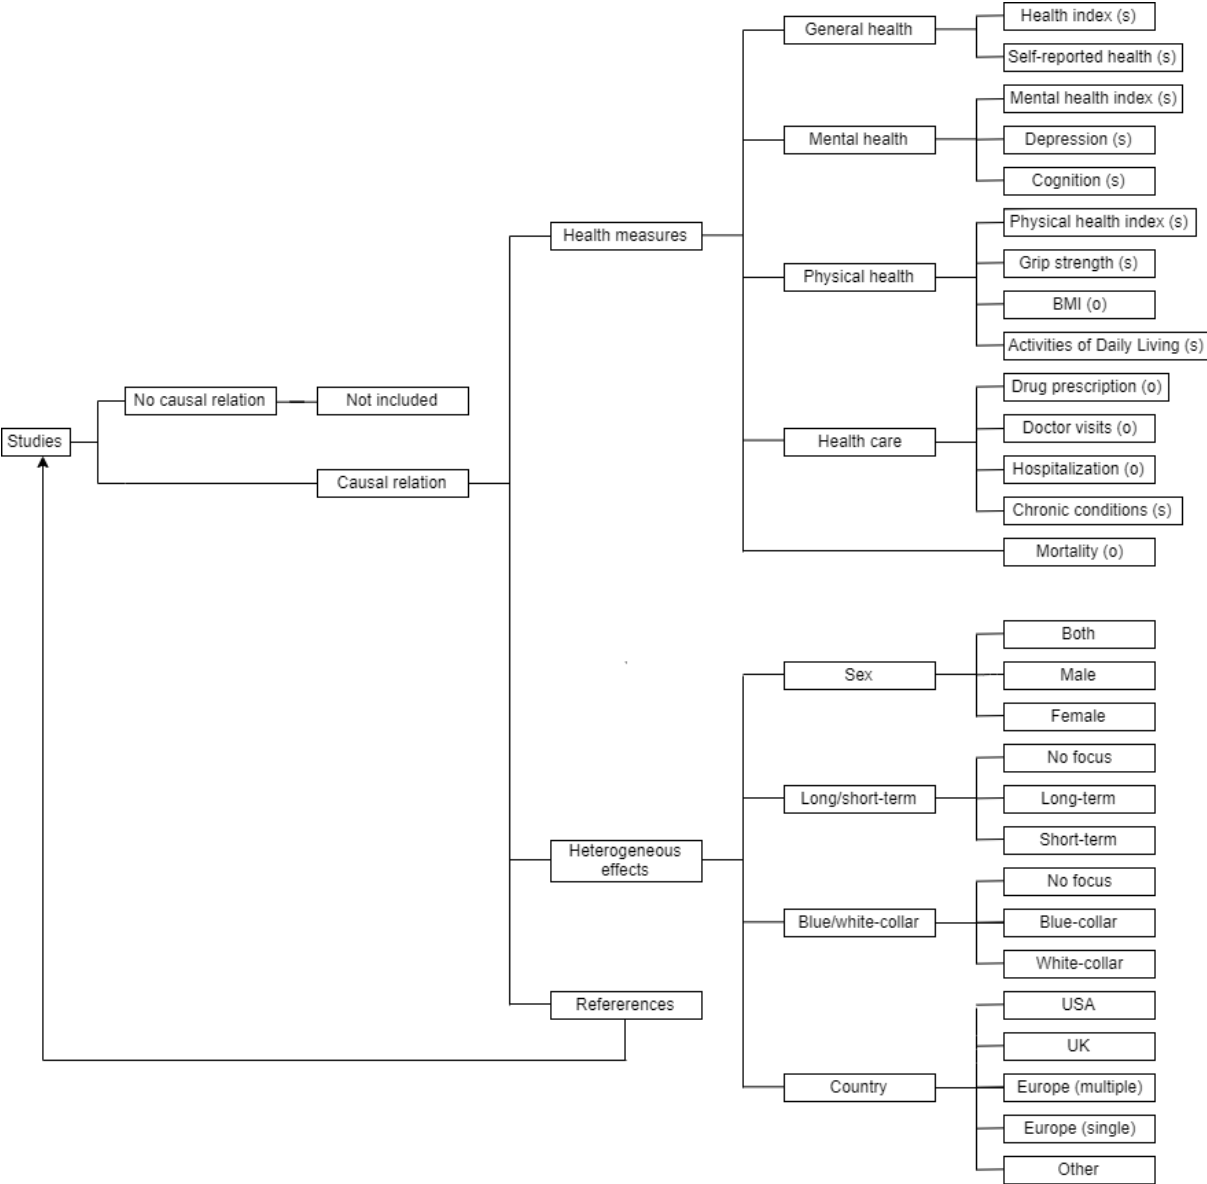 Studies
No causal relation
Not included
Causal relation
Health measures
General health
Health index (s)
Self-reported health (s)
Mental health
Mental health index (s)
Depression (s)
Cognition (s)
Physical health
Physical health index (s)
Grip strength (s)
BMI (o)
Activities of Daily Living (s)
Health care
Drug prescription (o)
Doctor visits (o)
Hospitalization (o)
Chronic conditions (s)
Mortality (o)
Heterogeneous
effects
Sex
Both
Male
Female
Long/short-term
No focus
Long-term
Short-term
Blue/white-collar
No focus
Blue-collar
White-collar
Country
USA
UK
Europe (multiple)
Europe (single)
Other
Refererences